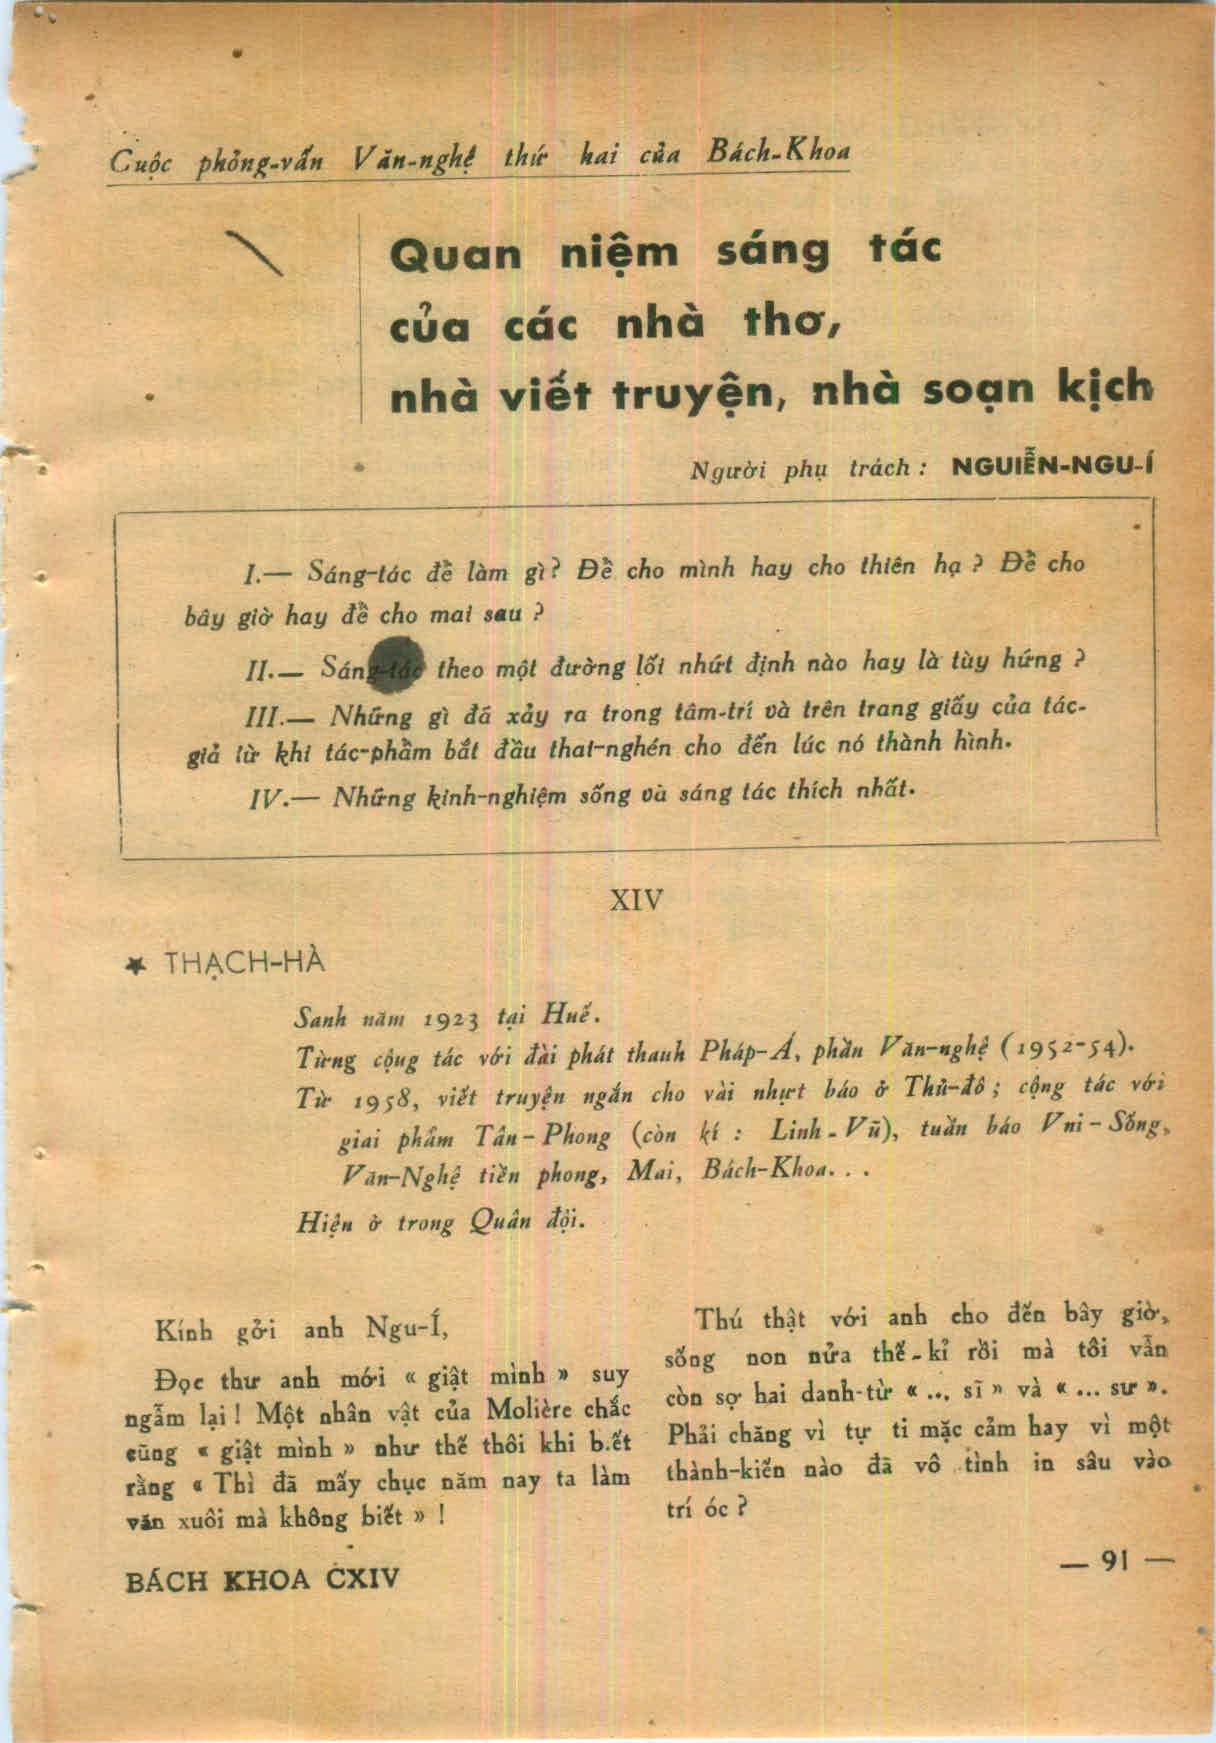 Cuộc phỏng-vấn Văn-nghệ thứ hai của Bách-Khoa
Quan niệm sáng tác
của các nhà thơ,
nhà viết truyện, nhà soạn kịch
Người phụ trách : NGUIỄN-NGU-Í
I.— Sáng-tác để làm gì ? Để cho mình hay cho thiên hạ ? Để cho
bây giờ hay để cho mai sau ?
II.— Sáng-tác theo một đường lối nhứt định nào hay là tùy hứng ?
III.— Những gì đã xảy ra trong tâm-trí và trên trang giấy của tác-
giả từ khi tác-phẩm bắt đầu thai-nghén cho đến lúc nó thành hình.
IV.— Những kinh-nghiệm sống và sáng tác thích nhất.
XIV
★ THẠCH-HÀ
Sanh năm 1923 tại Huế.
Từng cộng tác với đài phát thanh Pháp-Á, phần Văn-nghệ (1952-54).
Từ 1958, viết truyện ngắn cho vài nhựt báo ở Thủ-đô ; cộng tác với
giai phẩm Tân-Phong (còn kí : Linh-Vũ), tuần báo Vui-Sống,
Văn-Nghệ tiền phong, Mai, Bách-Khoa. . .
Hiện ở trong Quân đội.
Kính gởi anh Ngu-Í,
Đọc thư anh mới « giật mình » suy
ngẫm lại ! Một nhân vật của Molière chắc
cũng « giật mình » như thế thôi khi biết
rằng « Thì đã mấy chục năm nay ta làm
văn xuôi mà không biết » !
Thú thật với anh cho đến bây giờ,
sống non nửa thế-kỉ rồi mà tôi vẫn
còn sợ hai danh-từ « ... sĩ » và « ... sư ».
Phải chăng vì tự ti mặc cảm hay vì một
thành-kiến nào đã vô tình in sâu vào
trí óc ?
BÁCH KHOA CXIV
— 91 —